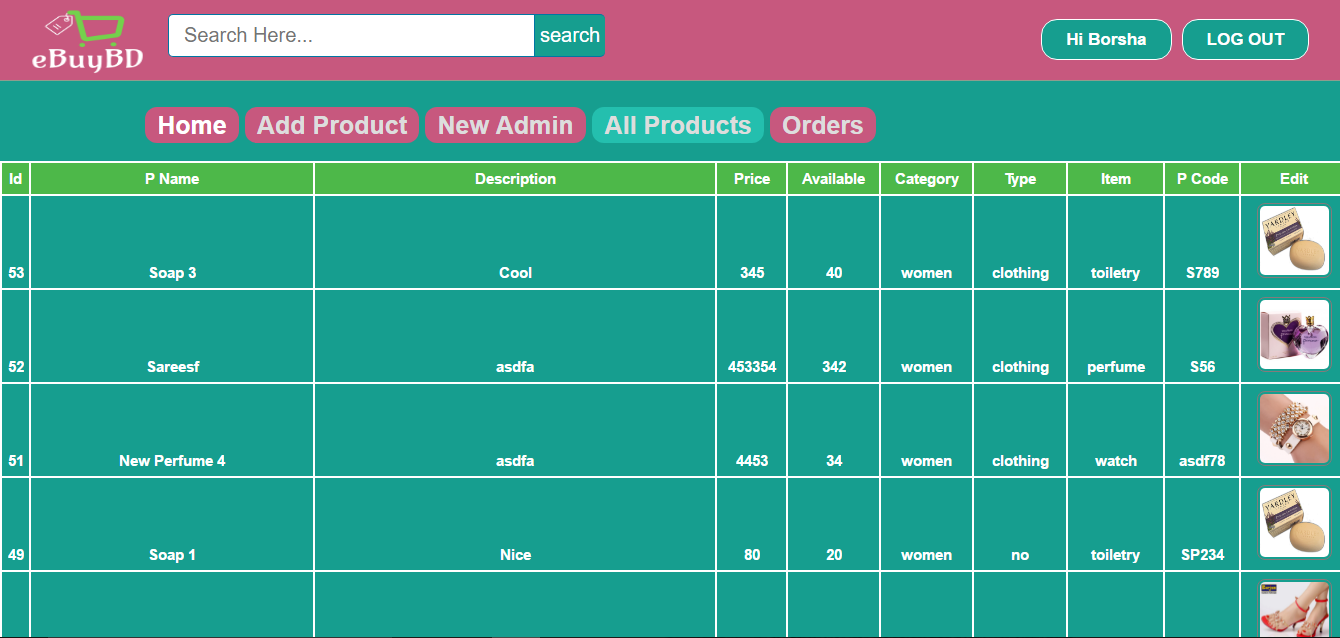 eBuyBD
Search Here... search
Hi Borsha LOG OUT
Home Add Product New Admin All Products Orders
Id P Name Description Price Available Category Type Item P Code Edit
YARDLEY
53 Soap 3 Cool 345 40 women clothing toiletry S789
52 Sareesf asdfa 453354 342 women clothing perfume S56
51 New Perfume 4 asdfa 4453 34 women clothing watch asdf78
YARDLEY
49 Soap 1 Nice 80 20 women no toiletry SP234